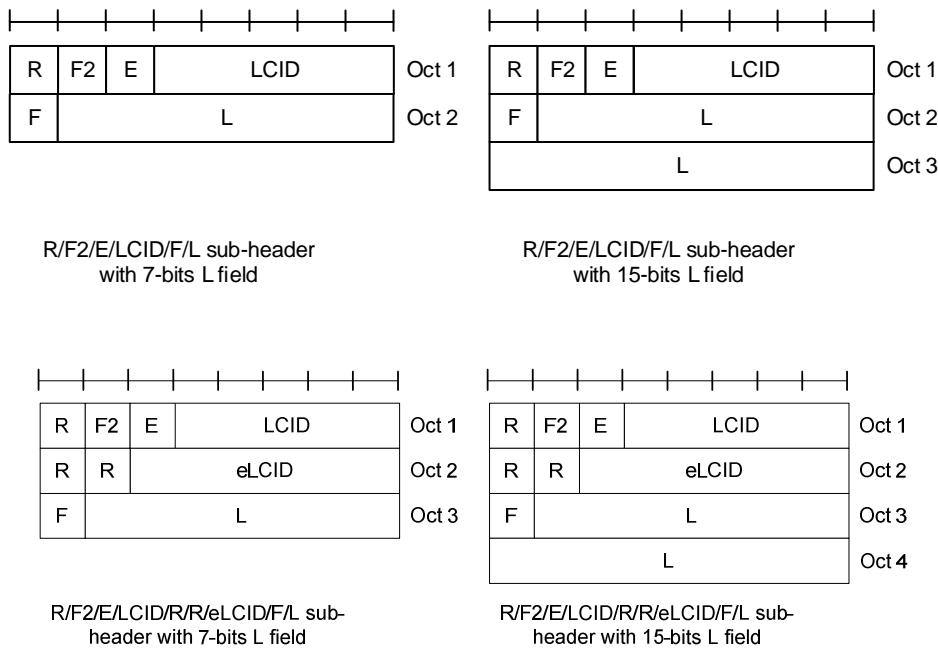 R F2 E LCID Oct 1
F L Oct 2
R/F2/E/LCID/F/L sub-header
with 7-bits L field
R F2 E LCID Oct 1
F L Oct 2
L Oct 3
R/F2/E/LCID/F/L sub-header
with 15-bits L field
R F2 E LCID Oct 1
R R eLCID Oct 2
F L Oct 3
R/F2/E/LCID/R/R/eLCID/F/L sub-
header with 7-bits L field
R F2 E LCID Oct 1
R R eLCID Oct 2
F L Oct 3
L Oct 4
R/F2/E/LCID/R/R/eLCID/F/L sub-
header with 15-bits L field